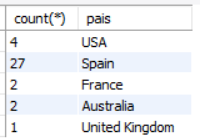 count(*) pais
4 USA
27 Spain
2 France
2 Australia
1 United Kingdom